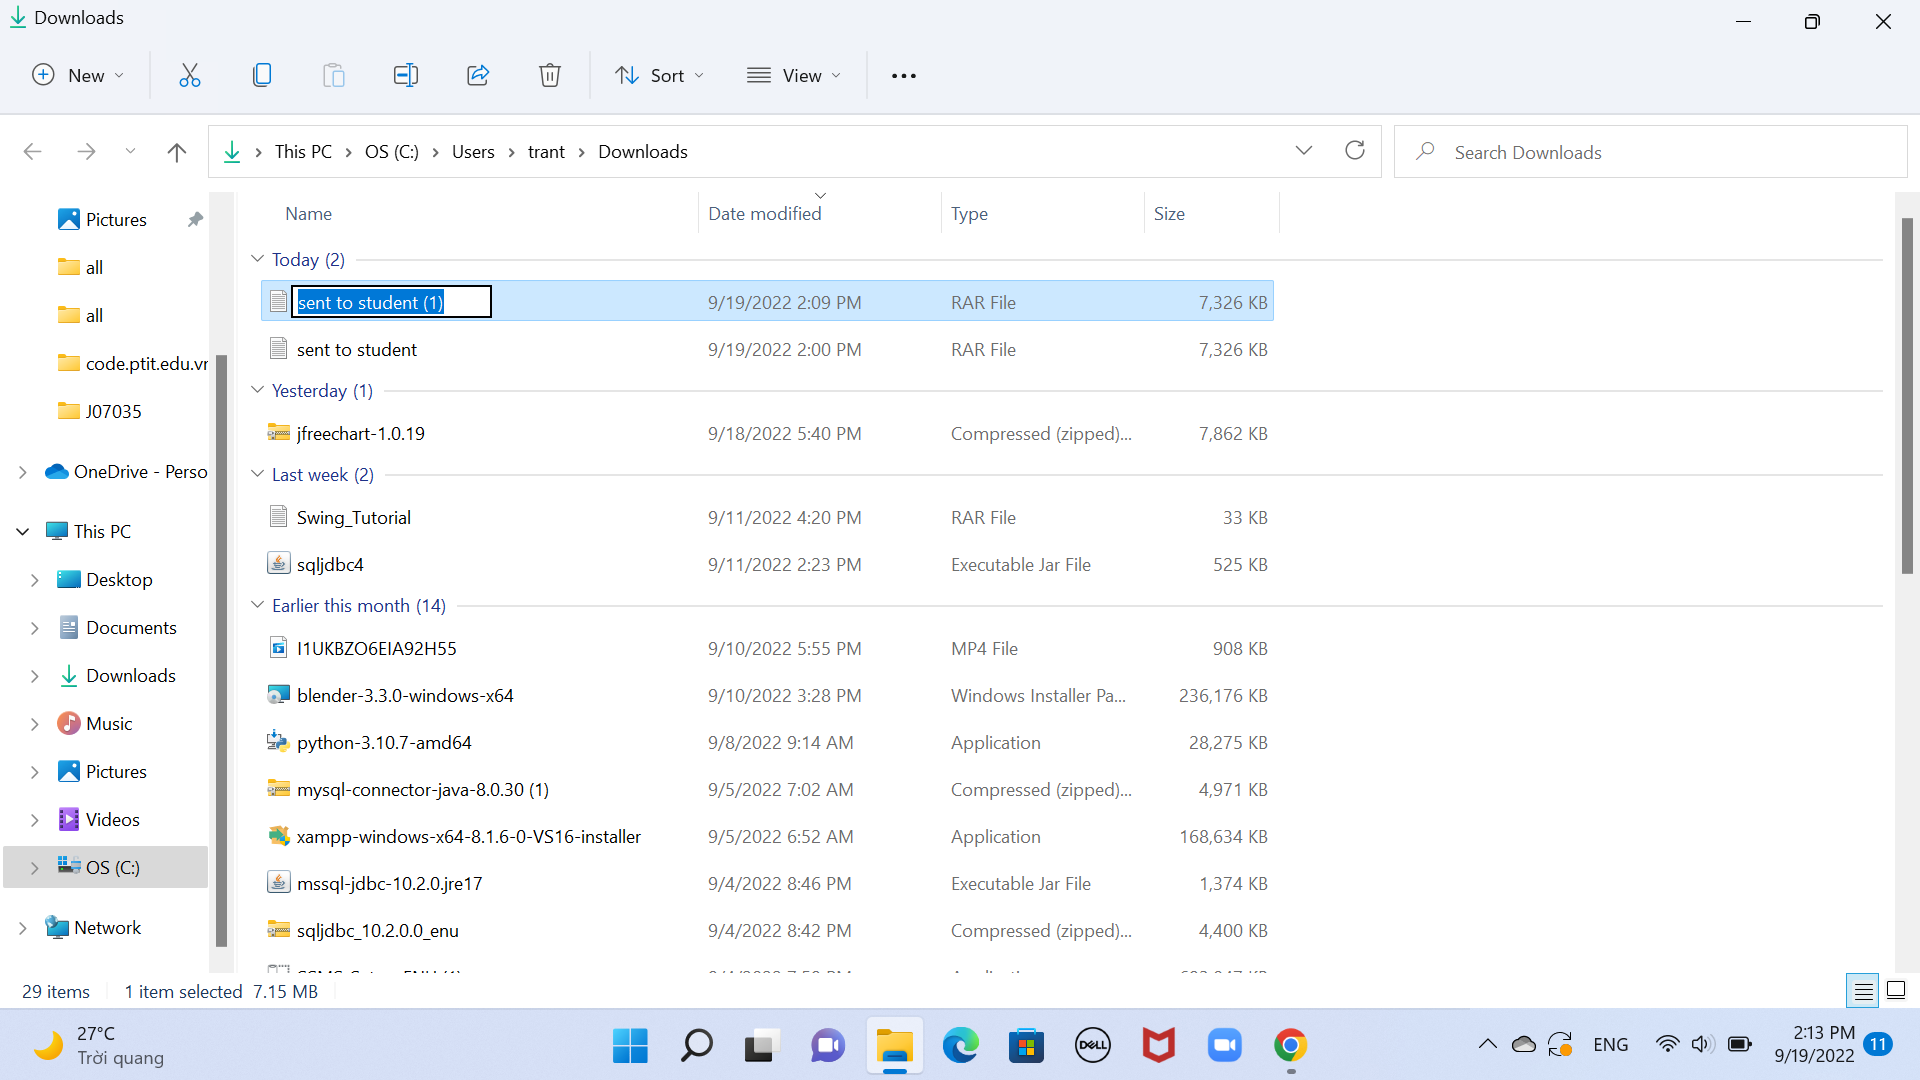 Downloads
New
Sort
View
This PC > OS (C:) > Users > trant > Downloads
Search Downloads
Name Date modified Type Size
Pictures
all
all
code.ptit.edu.vr
J07035
OneDrive - Perso
This PC
Desktop
Documents
Downloads
Music
Pictures
Videos
OS (C:)
Network
Today (2)
sent to student (1) 9/19/2022 2:09 PM RAR File 7,326 KB
sent to student 9/19/2022 2:00 PM RAR File 7,326 KB
Yesterday (1)
jfreechart-1.0.19 9/18/2022 5:40 PM Compressed (zipped)... 7,862 KB
Last week (2)
Swing_Tutorial 9/11/2022 4:20 PM RAR File 33 KB
sqljdbc4 9/11/2022 2:23 PM Executable Jar File 525 KB
Earlier this month (14)
I1UKBZO6EIA92H55 9/10/2022 5:55 PM MP4 File 908 KB
blender-3.3.0-windows-x64 9/10/2022 3:28 PM Windows Installer Pa... 236,176 KB
python-3.10.7-amd64 9/8/2022 9:14 AM Application 28,275 KB
mysql-connector-java-8.0.30 (1) 9/5/2022 7:02 AM Compressed (zipped)... 4,971 KB
xampp-windows-x64-8.1.6-0-VS16-installer 9/5/2022 6:52 AM Application 168,634 KB
mssql-jdbc-10.2.0.jre17 9/4/2022 8:46 PM Executable Jar File 1,374 KB
sqljdbc_10.2.0.0_enu 9/4/2022 8:42 PM Compressed (zipped)... 4,400 KB
29 items 1 item selected 7.15 MB
27°C
Trời quang
DELL
ENG
2:13 PM
9/19/2022
11